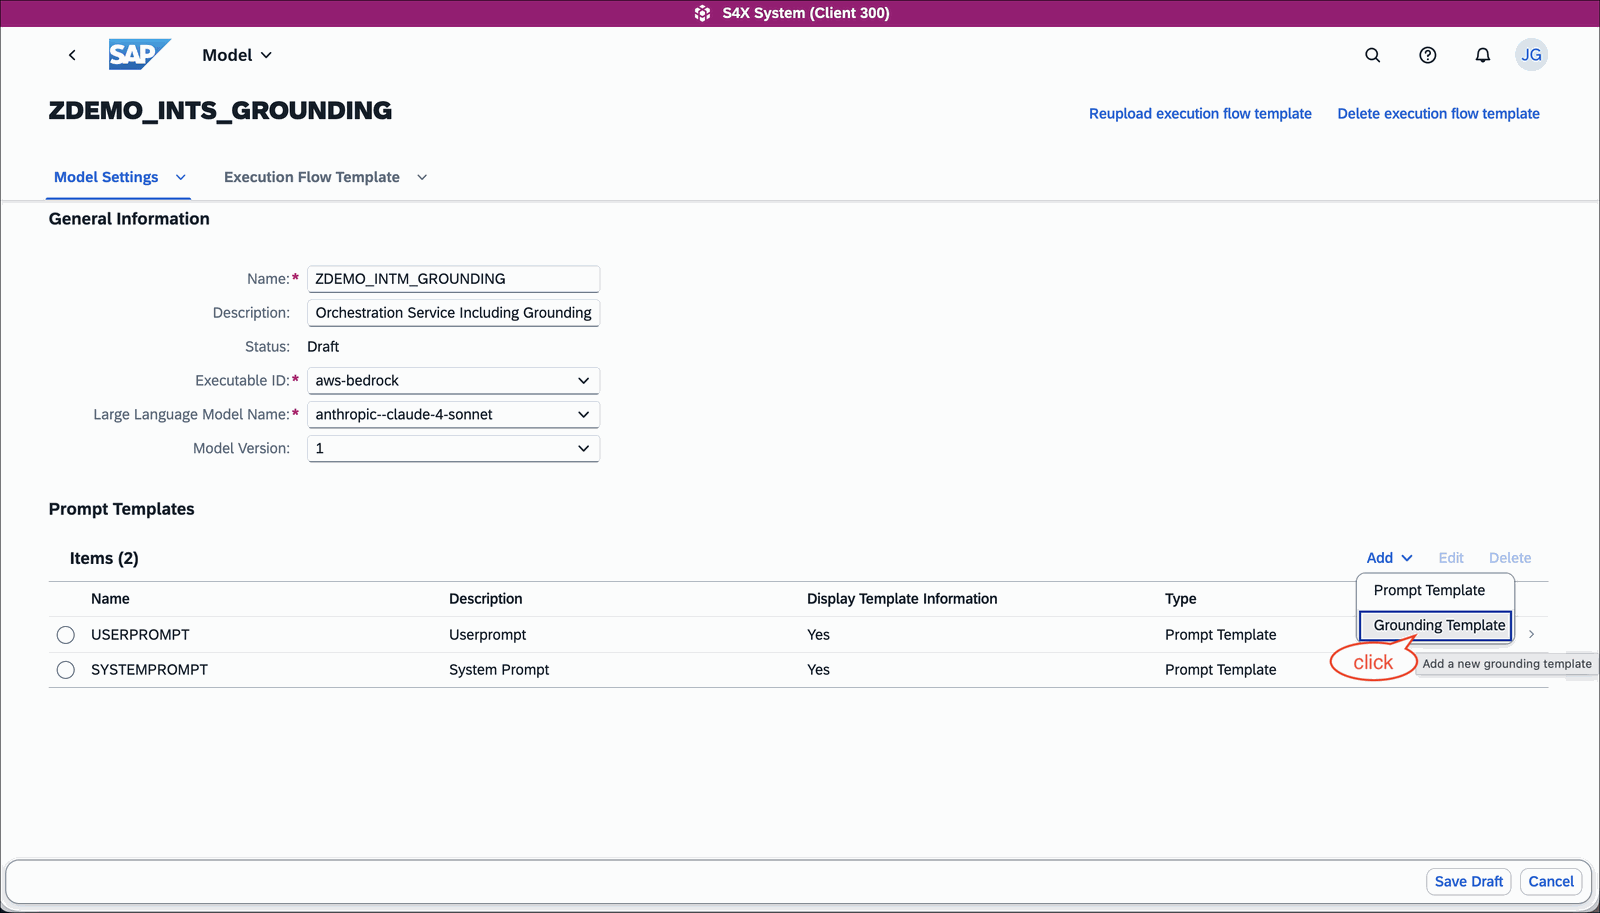 S4X System (Client 300)
SAP Model JG
ZDEMO_INTS_GROUNDING
Reupload execution flow template Delete execution flow template
Model Settings Execution Flow Template
General Information
Name:* ZDEMO_INTM_GROUNDING
Description: Orchestration Service Including Grounding
Status: Draft
Executable ID:* aws-bedrock
Large Language Model Name:* anthropic--claude-4-sonnet
Model Version: 1
Prompt Templates
Items (2) Add Edit Delete
Name Description Display Template Information Type
Prompt Template
Grounding Template
USERPROMPT Userprompt Yes Prompt Template
SYSTEMPROMPT System Prompt Yes Prompt Template
click
Add a new grounding template
Save Draft Cancel